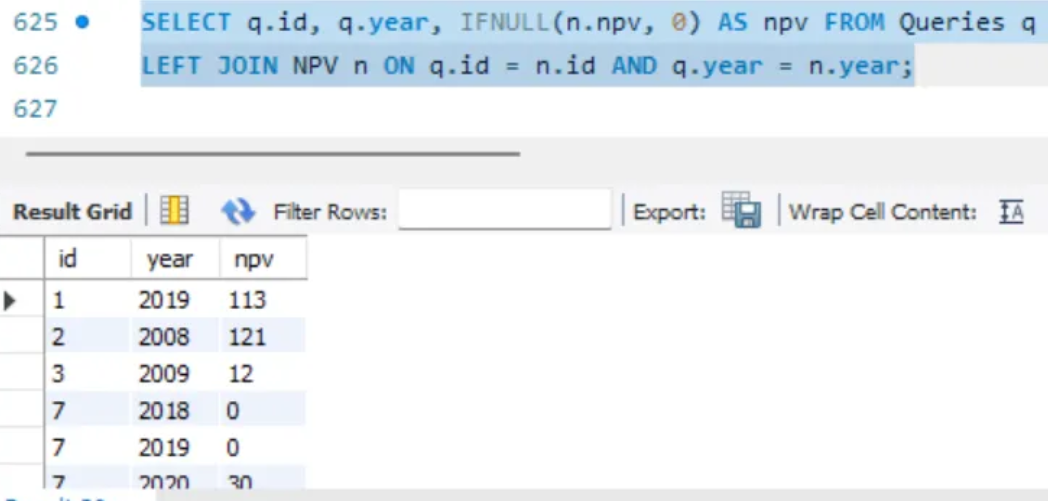 625 SELECT q.id, q.year, IFNULL(n.npv, 0) AS npv FROM Queries q
626 LEFT JOIN NPV n ON q.id = n.id AND q.year = n.year;
627
Result Grid Filter Rows: Export: Wrap Cell Content: IA
id year npv
1 2019 113
2 2008 121
3 2009 12
7 2018 0
7 2019 0
7 2020 30